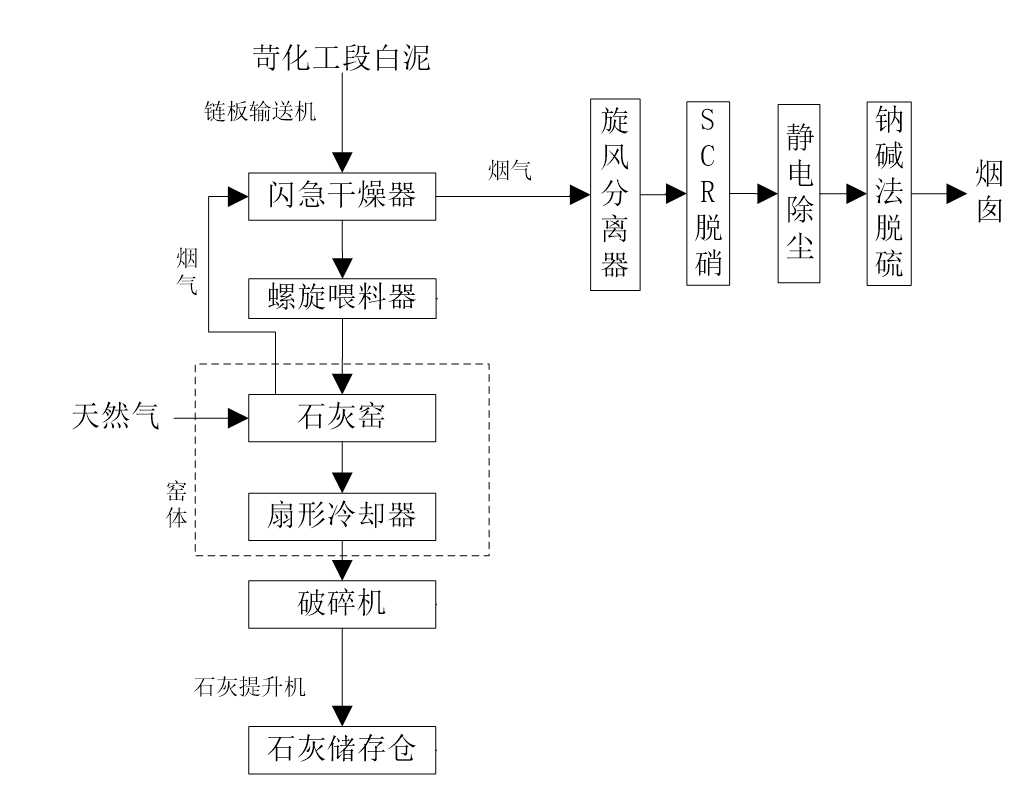 苛化工段白泥
链板输送机
闪急干燥器
烟气
旋风分离器
SCR脱硝
静电除尘
钠碱法脱硫
烟囱
烟气
螺旋喂料器
天然气
石灰窑
窑体
扇形冷却器
破碎机
石灰提升机
石灰储存仓